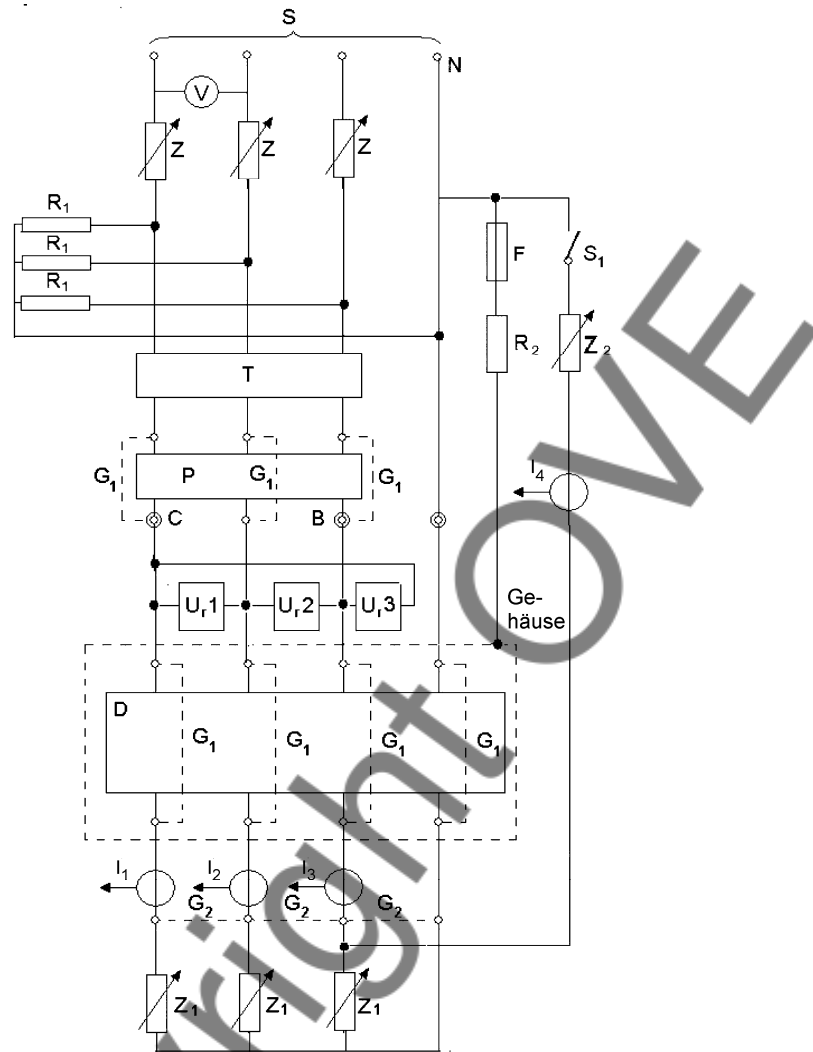 S
N
V
Z Z Z
R₁
R₁
R₁
F
S₁
R₂
Z₂
T
G₁ P G₁ G₁
I₄
C B
Uᵣ1 Uᵣ2 Uᵣ3
Ge-
häuse
D
G₁ G₁ G₁ G₁
I₁ I₂ I₃
G₂ G₂ G₂
Z₁ Z₁ Z₁
yright OVE